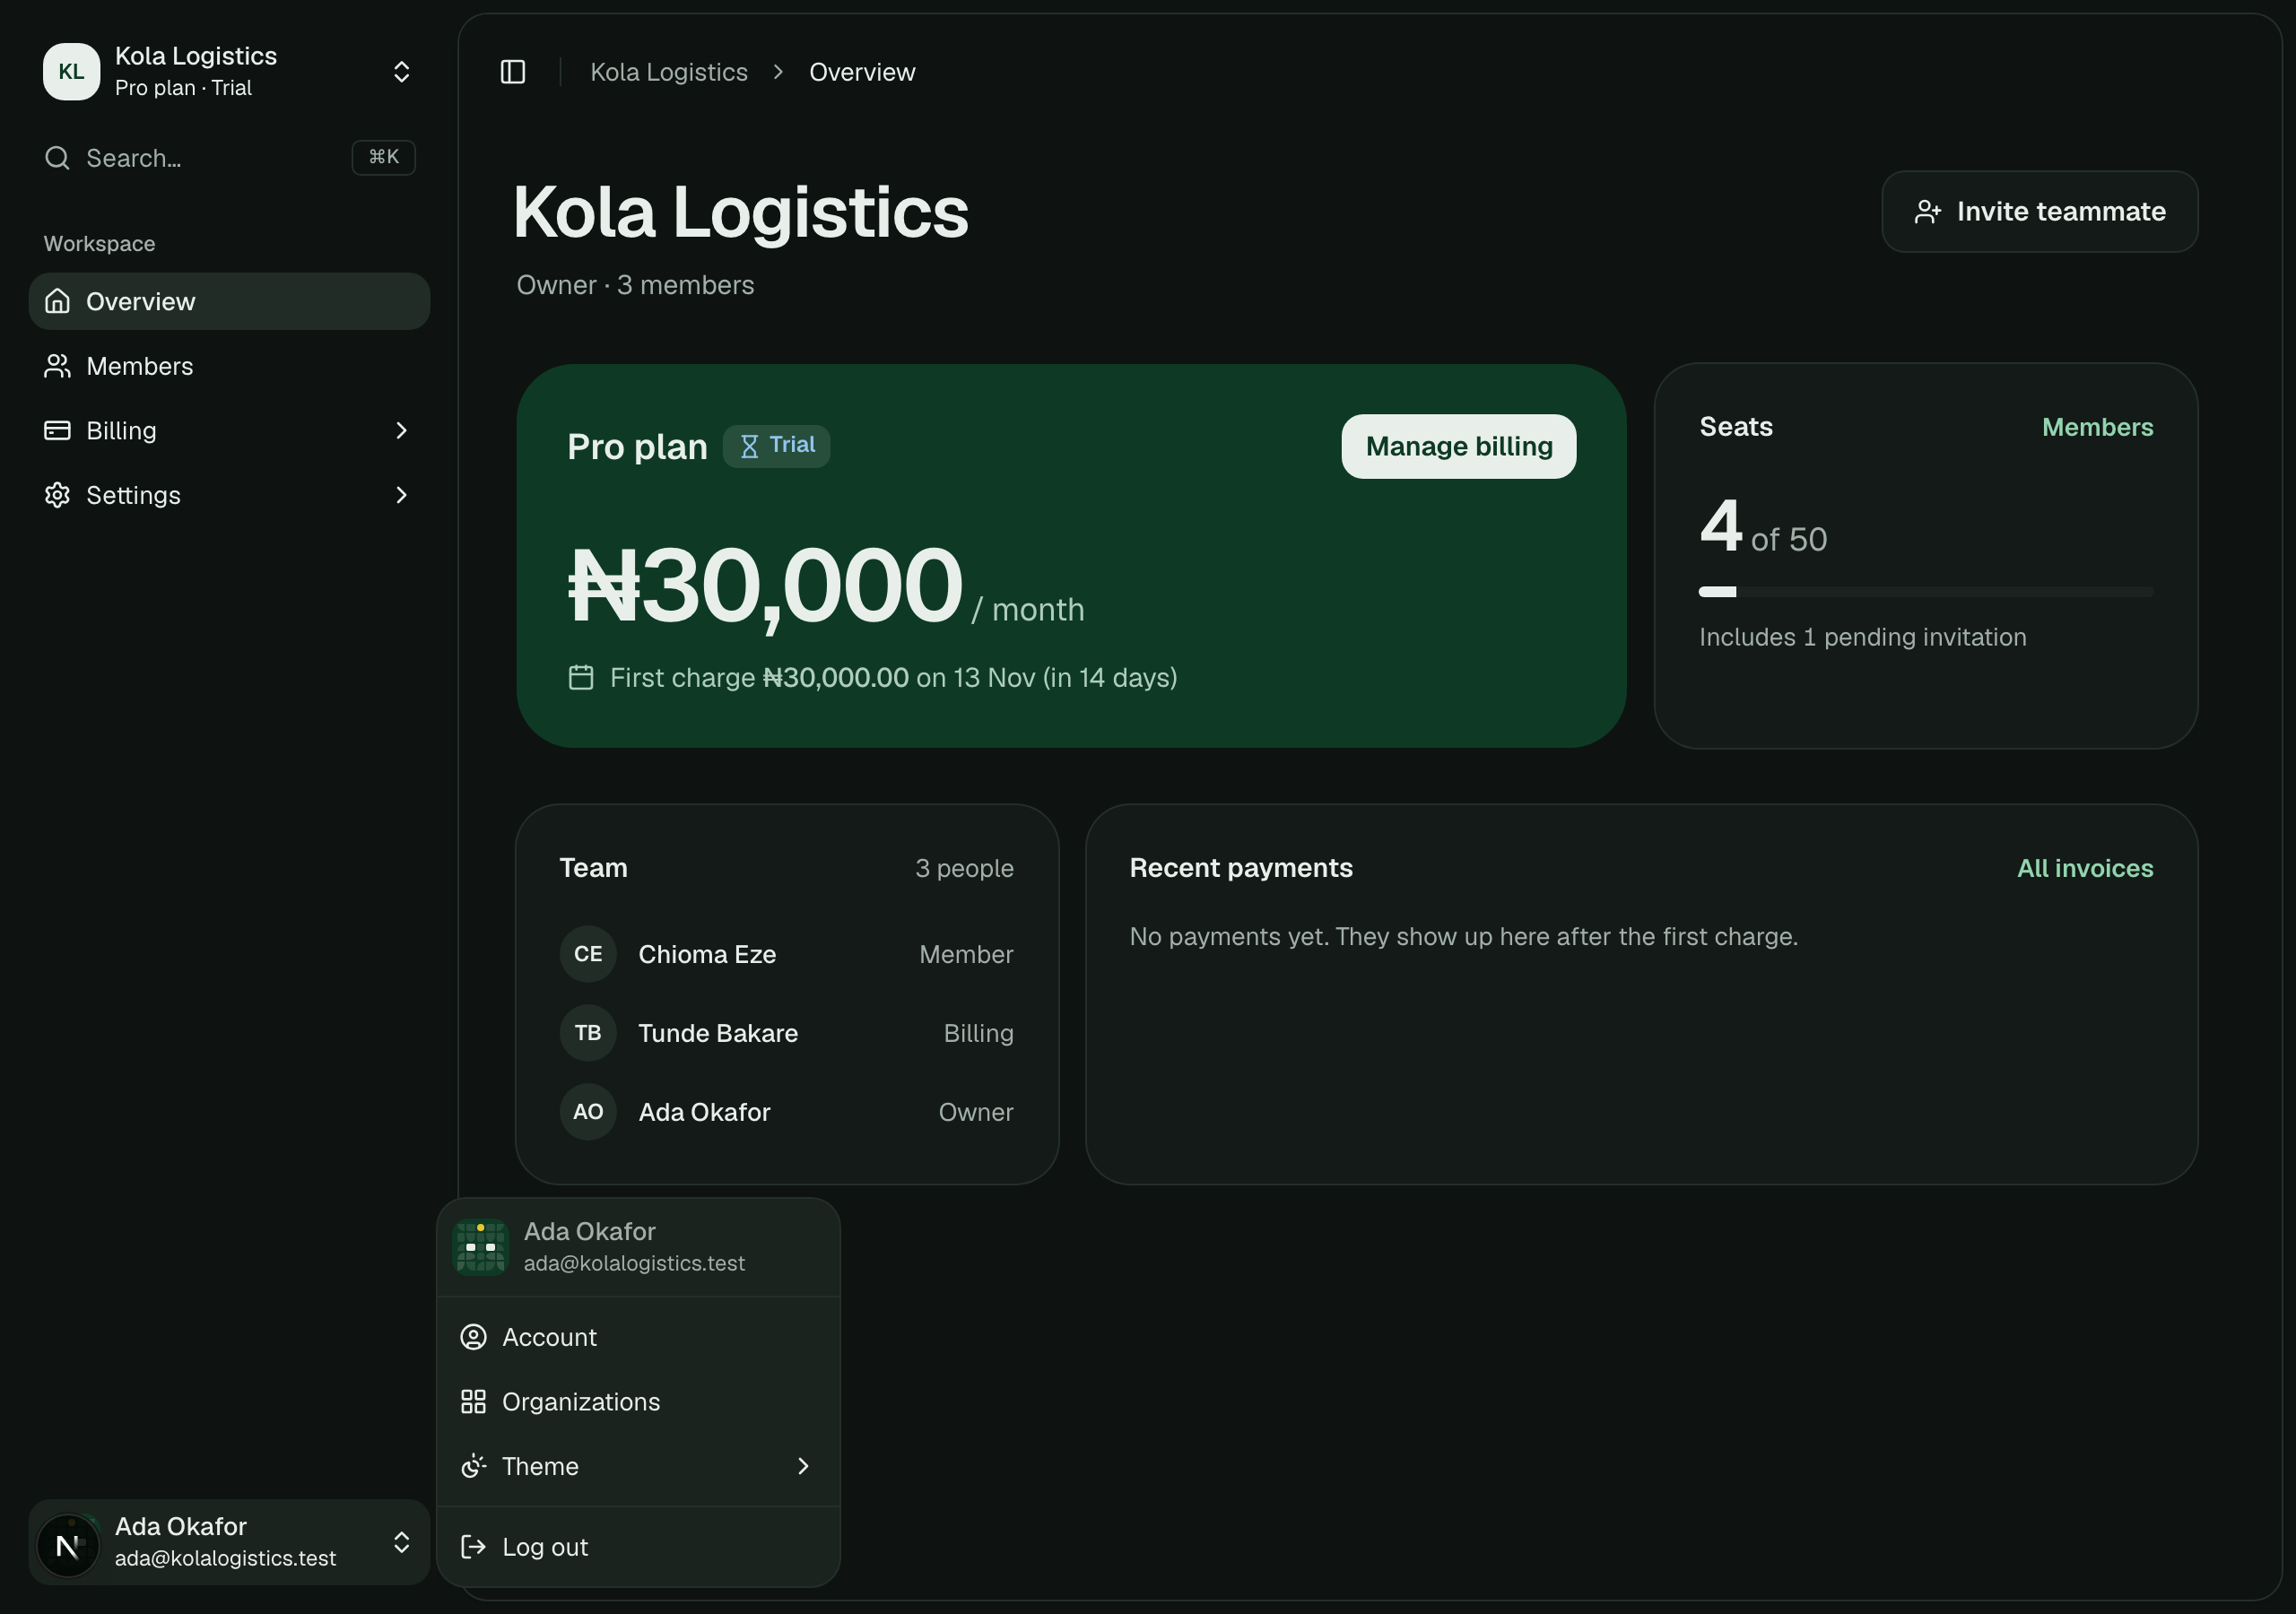 KL
Kola Logistics
Pro plan · Trial
Search...
⌘K
Workspace
Overview
Members
Billing
Settings
Kola Logistics > Overview
Kola Logistics
Owner · 3 members
Invite teammate
Pro plan
Trial
Manage billing
₦30,000 / month
First charge ₦30,000.00 on 13 Nov (in 14 days)
Seats
Members
4 of 50
Includes 1 pending invitation
Team
3 people
CE Chioma Eze Member
TB Tunde Bakare Billing
AO Ada Okafor Owner
Recent payments
All invoices
No payments yet. They show up here after the first charge.
Ada Okafor
ada@kolalogistics.test
Account
Organizations
Theme
Log out
N
Ada Okafor
ada@kolalogistics.test